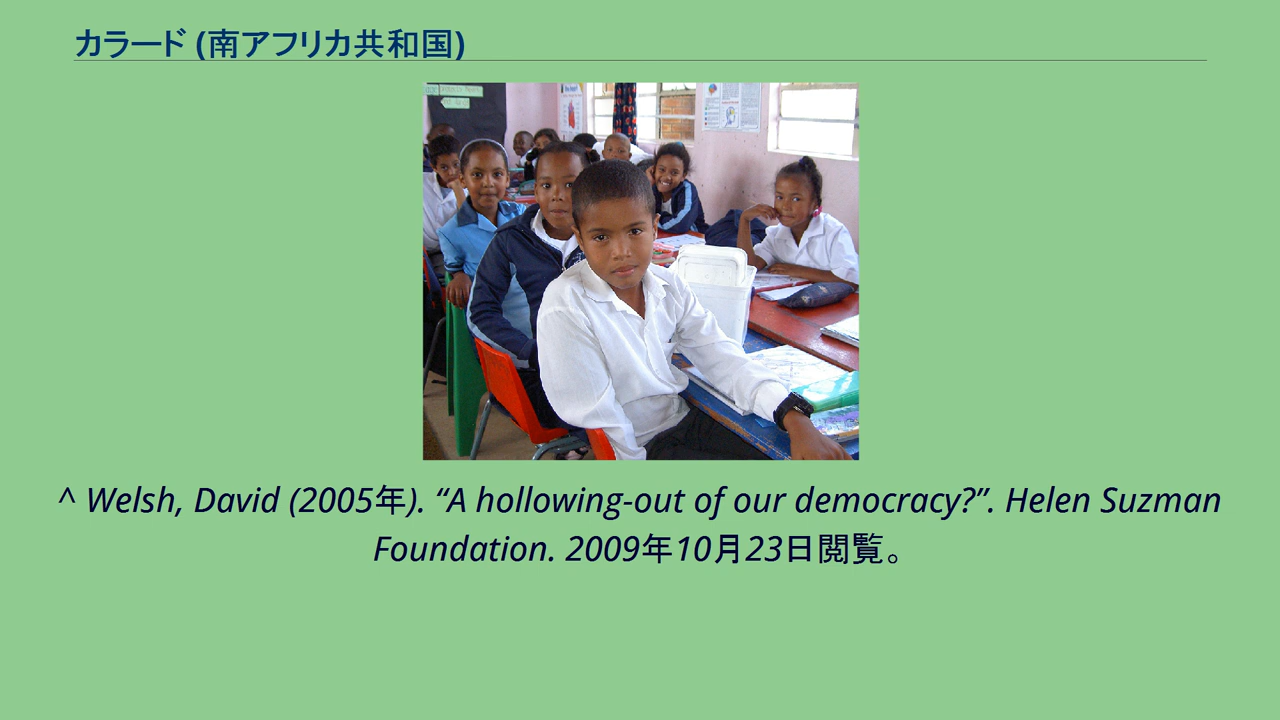 カラード (南アフリカ共和国)
^ Welsh, David (2005年). “A hollowing-out of our democracy?”. Helen Suzman
Foundation. 2009年10月23日閲覧。